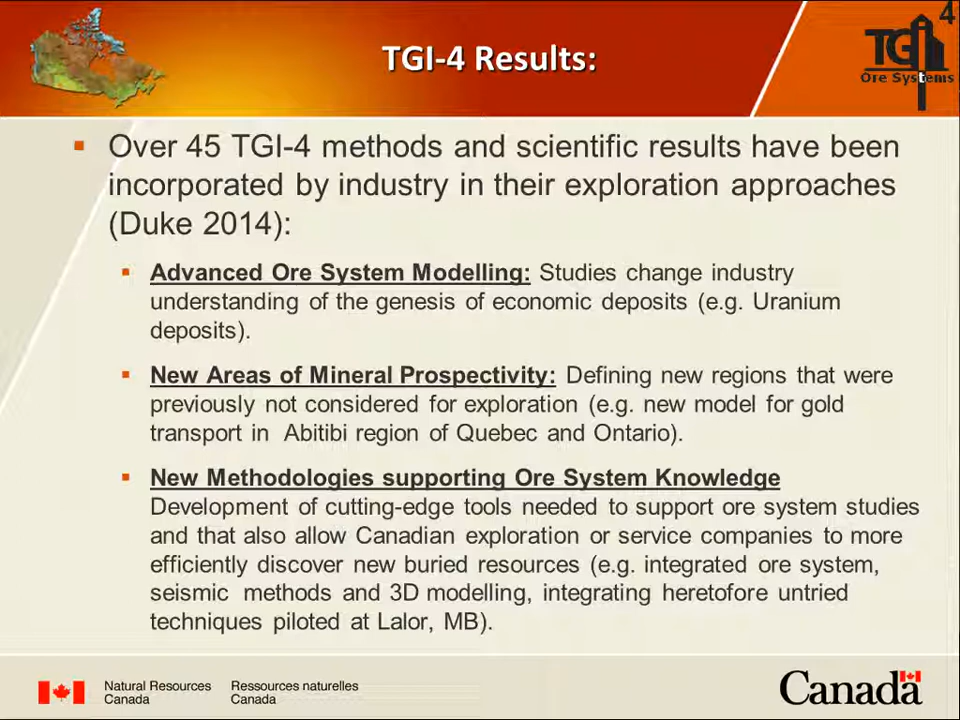 TGI-4 Results:
4
TGI
Ore Systems
Over 45 TGI-4 methods and scientific results have been
incorporated by industry in their exploration approaches
(Duke 2014):
Advanced Ore System Modelling: Studies change industry
understanding of the genesis of economic deposits (e.g. Uranium
deposits).
New Areas of Mineral Prospectivity: Defining new regions that were
previously not considered for exploration (e.g. new model for gold
transport in Abitibi region of Quebec and Ontario).
New Methodologies supporting Ore System Knowledge
Development of cutting-edge tools needed to support ore system studies
and that also allow Canadian exploration or service companies to more
efficiently discover new buried resources (e.g. integrated ore system,
seismic methods and 3D modelling, integrating heretofore untried
techniques piloted at Lalor, MB).
Natural Resources Ressources naturelles
Canada Canada
Canada